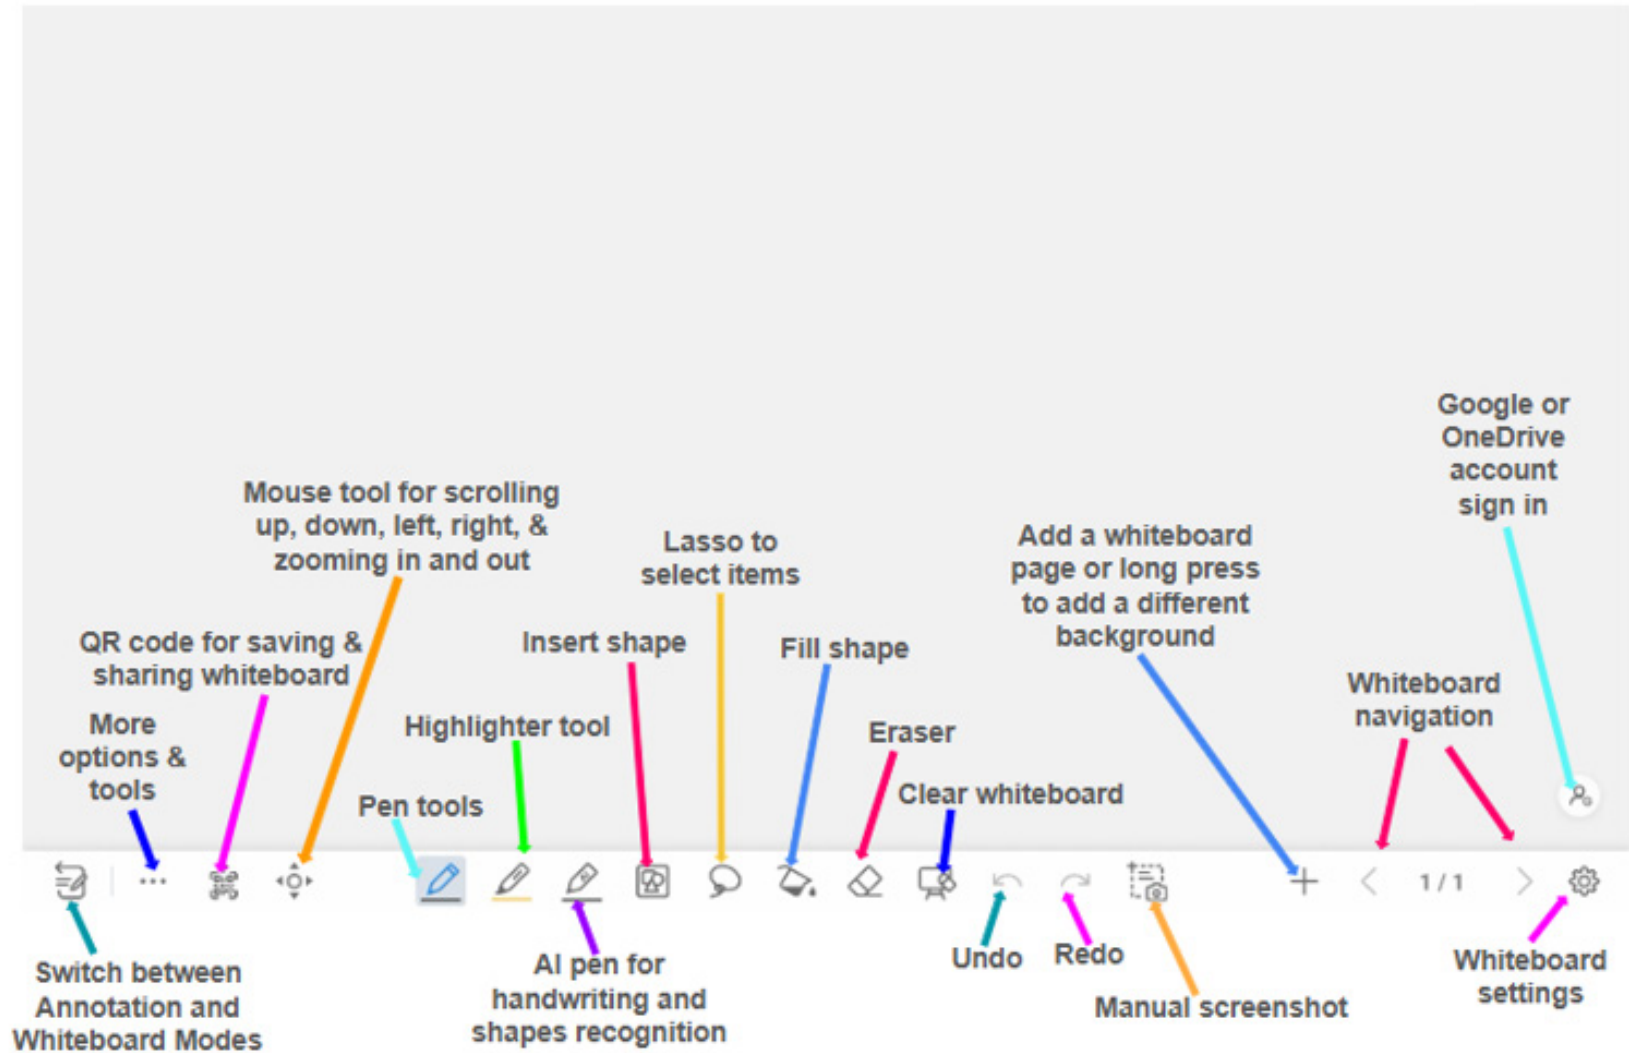 Google or
OneDrive
account
sign in
Mouse tool for scrolling
up, down, left, right, &
zooming in and out
Lasso to
select items
Add a whiteboard
page or long press
to add a different
background
QR code for saving &
sharing whiteboard
Insert shape
Fill shape
Whiteboard
navigation
More
options &
tools
Highlighter tool
Eraser
Pen tools
Clear whiteboard
1 / 1
Switch between
Annotation and
Whiteboard Modes
AI pen for
handwriting and
shapes recognition
Undo
Redo
Manual screenshot
Whiteboard
settings